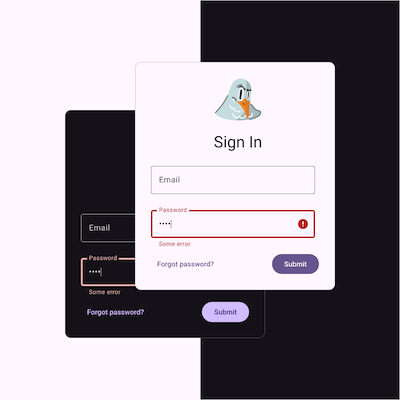 Sign In
Email
Password
••••
Some error
Forgot password?
Submit
Email
Password
••••
Some error
Forgot password?
Submit